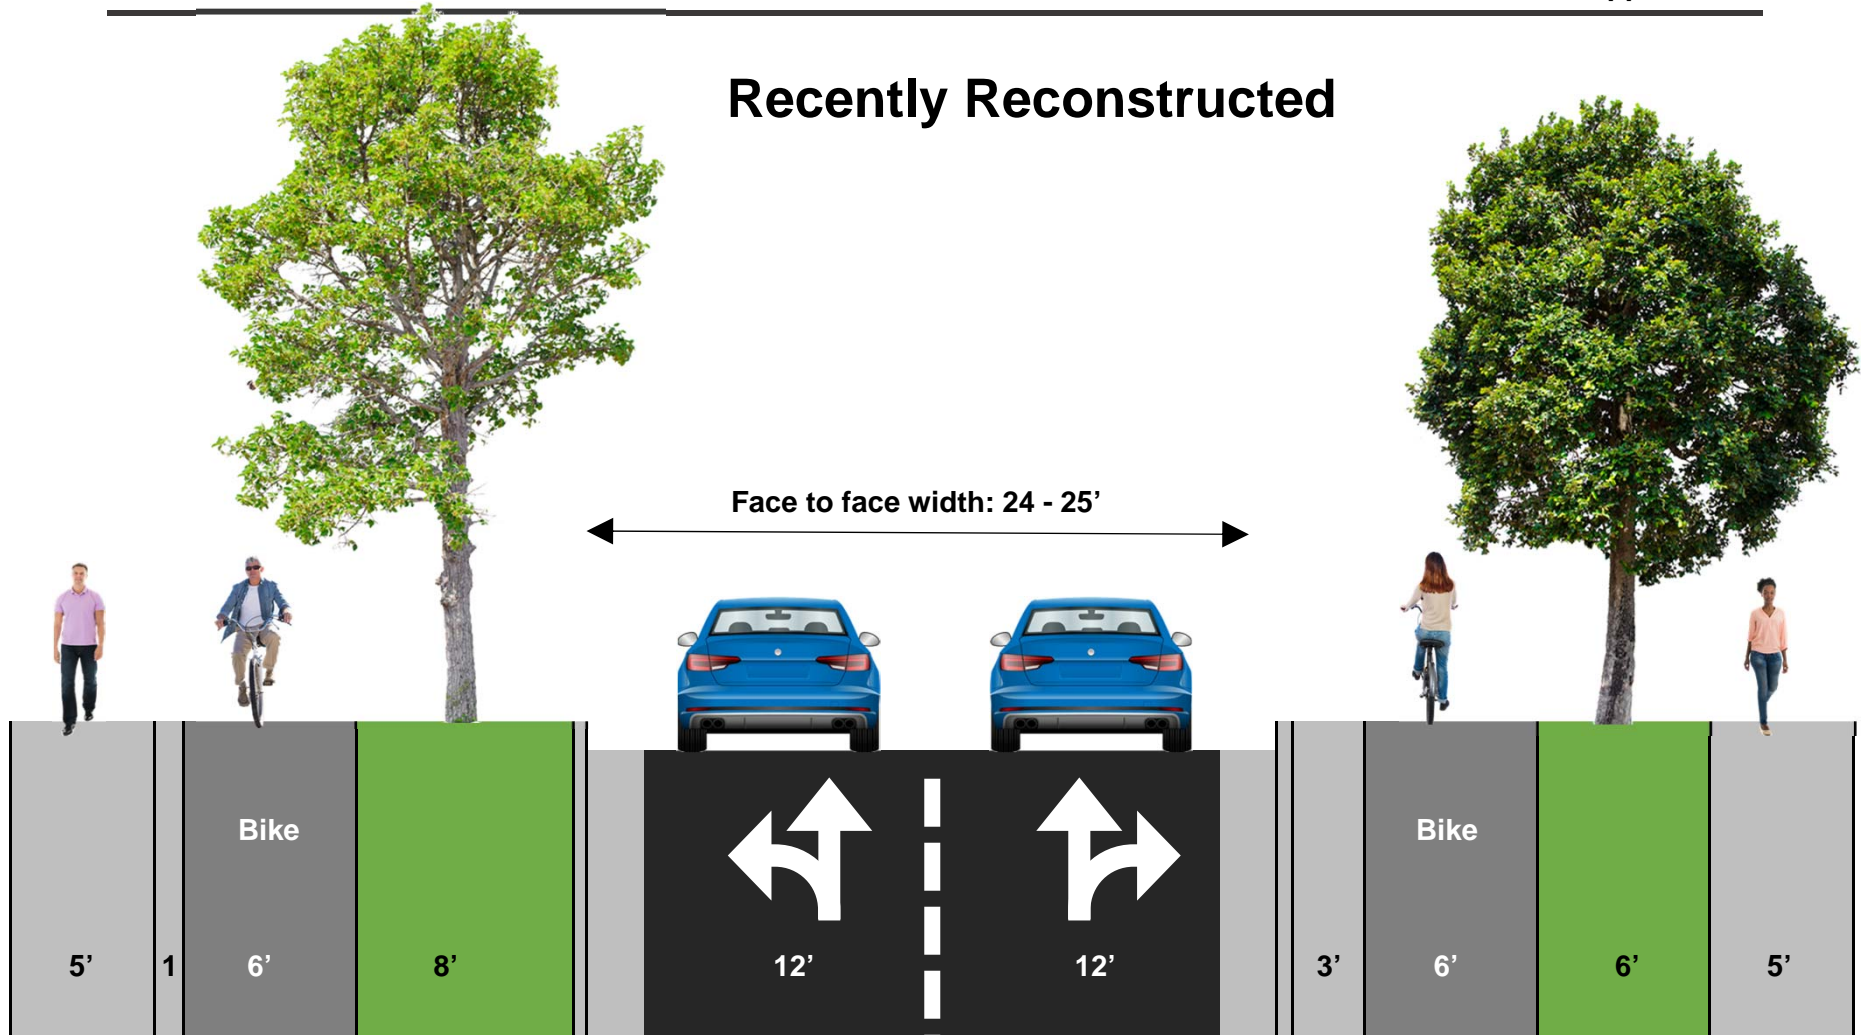 Recently Reconstructed
Face to face width: 24 - 25’
Bike
Bike
5’ 1 6’ 8’ 12’ 12’ 3’ 6’ 6’ 5’